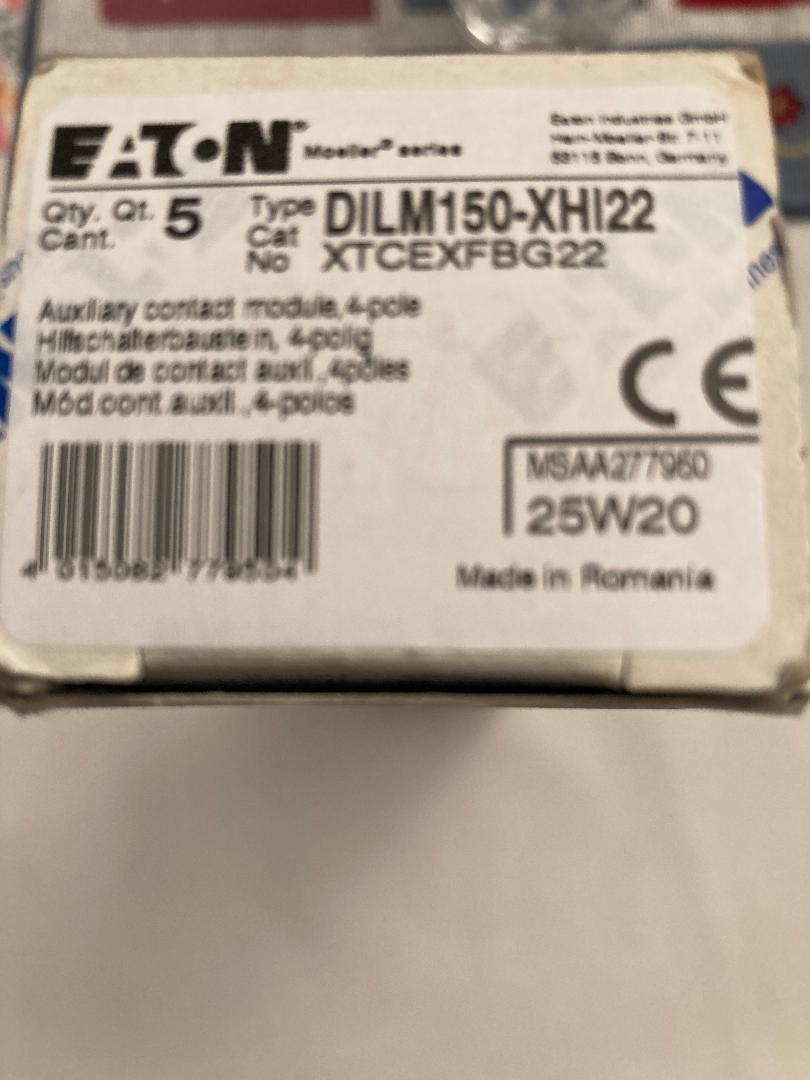 EATON® Moeller® series
Eaton Industries GmbH
Hein-Moeller-Str. 7-11
53115 Bonn, Germany
Qty. Qt. 5
Cant.
Type DILM150-XHI22
Cat
No XTCEXFBG22
Auxiliary contact module, 4-pole
Hilfschalterbaustein, 4-polig
Modul de contact auxil., 4pôles
Mód.cont.auxil., 4-polos
CE
MSAA277950
25W20
Made in Romania